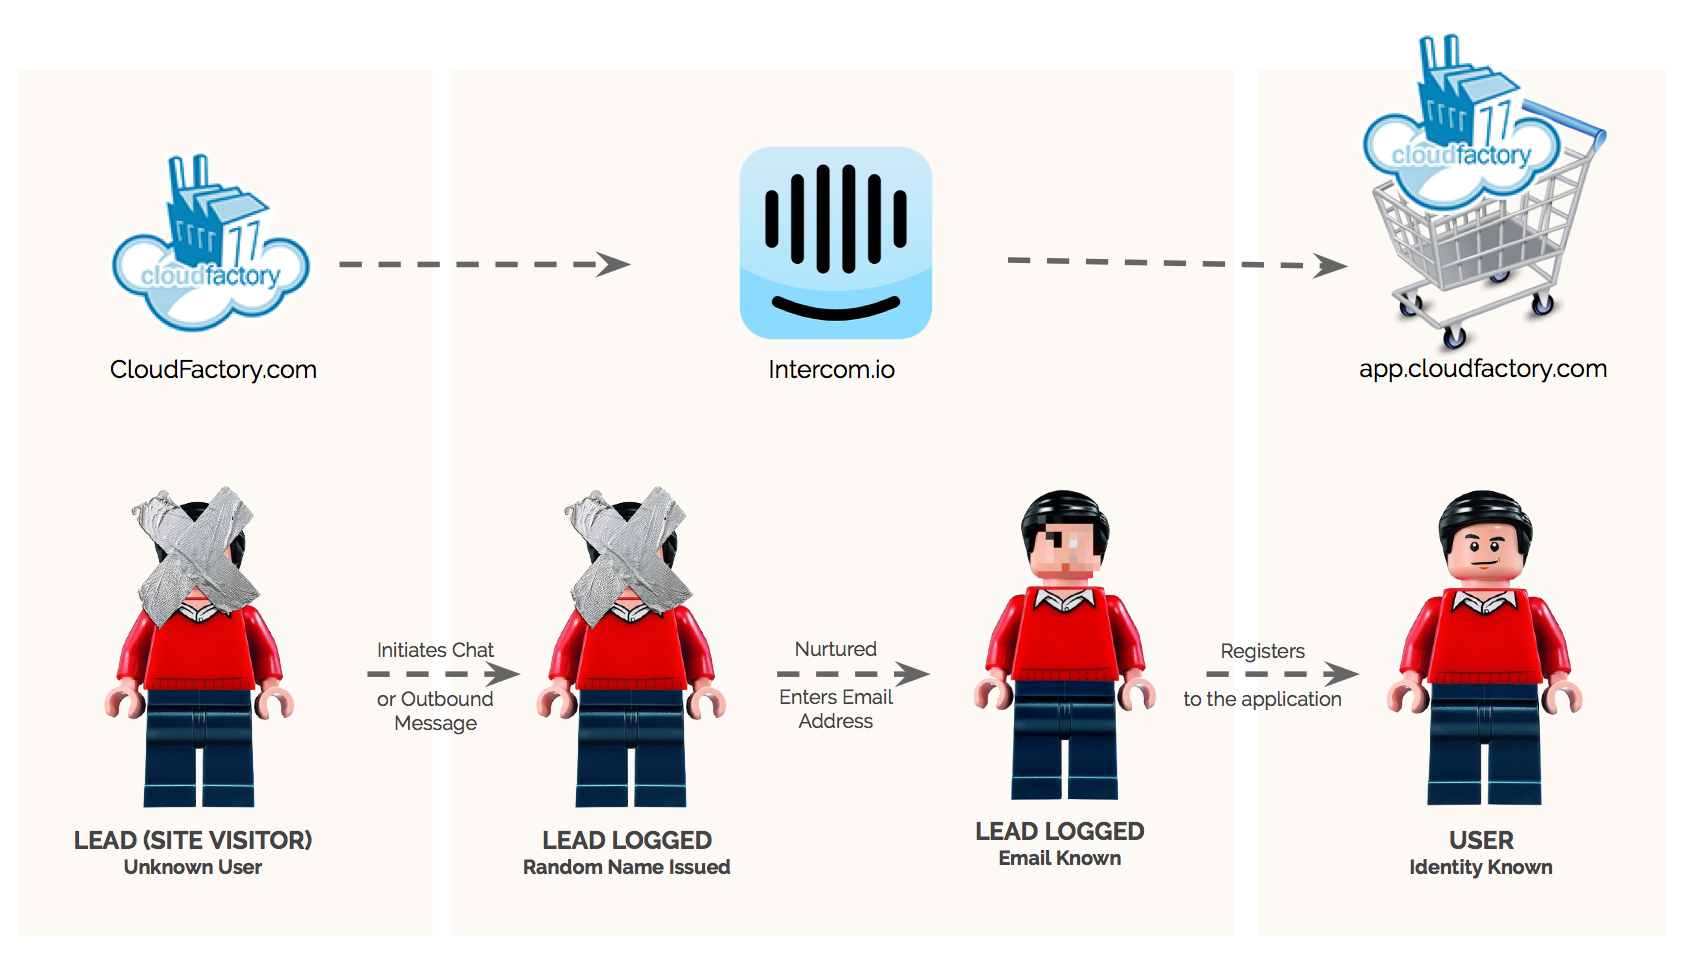 cloudfactory
CloudFactory.com
Intercom.io
cloudfactory
app.cloudfactory.com
Initiates Chat
or Outbound
Message
Nurtured
Enters Email
Address
Registers
to the application
LEAD (SITE VISITOR)
Unknown User
LEAD LOGGED
Random Name Issued
LEAD LOGGED
Email Known
USER
Identity Known